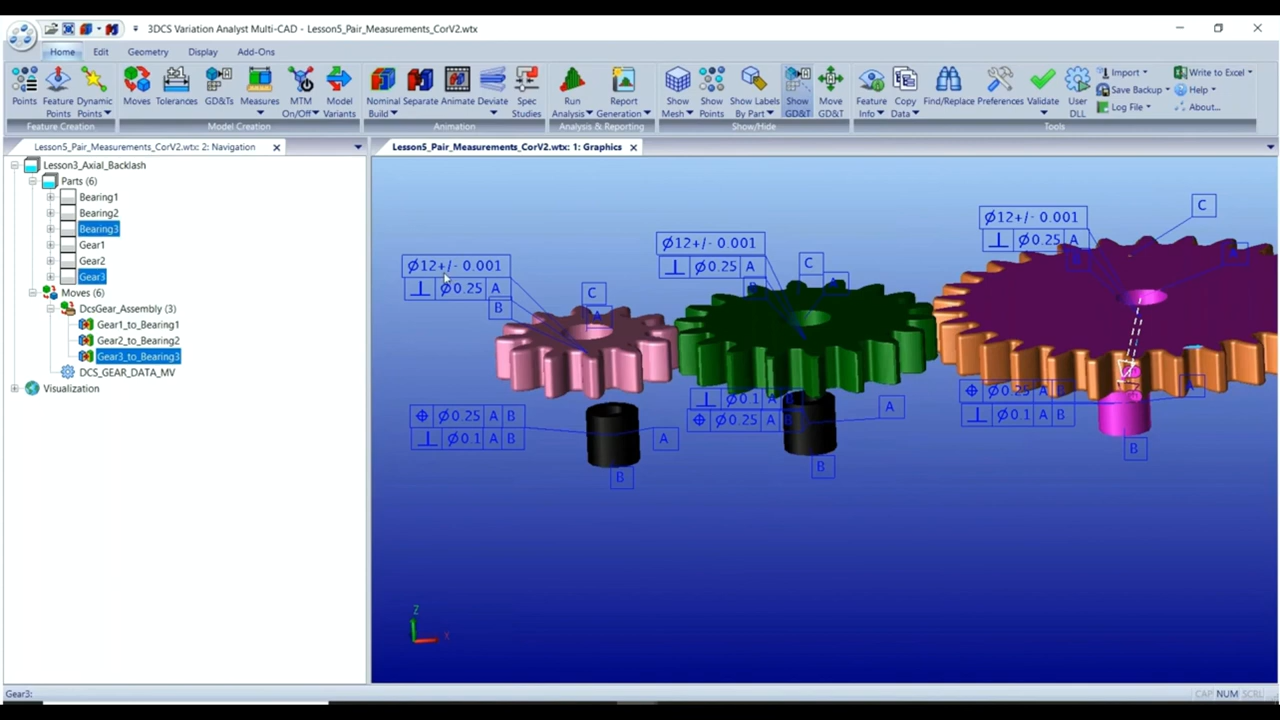 3DCS Variation Analyst Multi-CAD - Lesson5_Pair_Measurements_CorV2.wtx
Home Edit Geometry Display Add-Ons
Points Feature Points Dynamic Points Moves Tolerances GD&Ts Measures MTM On/Off Model Variants Nominal Build Separate Animate Deviate Spec Studies Run Analysis Report Generation Show Mesh Show Points Show Labels By Part Show GD&T Move GD&T Feature Info Copy Data Find/Replace Preferences Validate User DLL
Import
Save Backup
Log File
Write to Excel
Help
About...
Feature Creation Model Creation Animation Analysis & Reporting Show/Hide Tools
Lesson5_Pair_Measurements_CorV2.wtx: 2: Navigation
Lesson5_Pair_Measurements_CorV2.wtx: 1: Graphics
Lesson3_Axial_Backlash
Parts (6)
Bearing1
Bearing2
Bearing3
Gear1
Gear2
Gear3
Moves (6)
DcsGear_Assembly (3)
Gear1_to_Bearing1
Gear2_to_Bearing2
Gear3_to_Bearing3
DCS_GEAR_DATA_MV
Visualization
Ø12+/- 0.001
⊥ Ø0.25 A
B
C
A
⌖ Ø0.25 A B
⊥ Ø0.1 A B
A
B
Ø12+/- 0.001
⊥ Ø0.25 A
B
C
A
⊥ Ø0.1 A B
⌖ Ø0.25 A B
A
B
Ø12+/- 0.001
⊥ Ø0.25 A
B
C
A
⌖ Ø0.25 A B
⊥ Ø0.1 A B
A
B
Z
X
Gear3:
CAP NUM SCRL